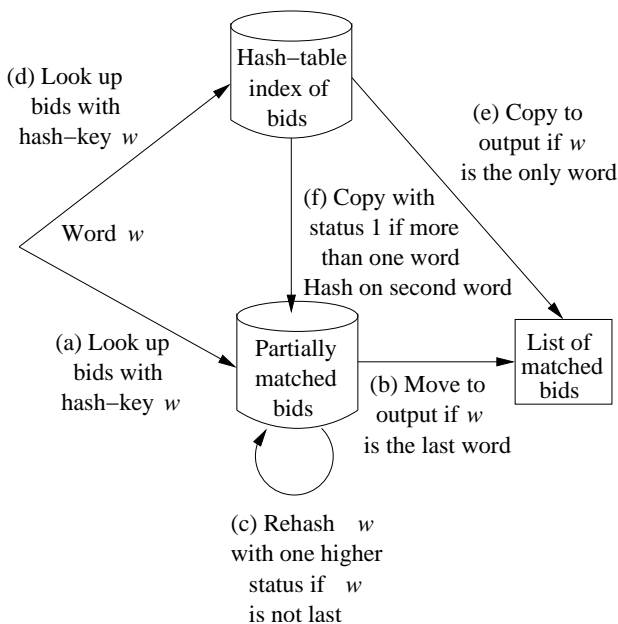 Hash−table
index of
bids
(d) Look up
bids with
hash−key w
(e) Copy to
output if w
is the only word
(f) Copy with
status 1 if more
than one word
Hash on second word
Word w
(a) Look up
bids with
hash−key w
Partially
matched
bids
List of
matched
bids
(b) Move to
output if w
is the last word
(c) Rehash w
with one higher
status if w
is not last